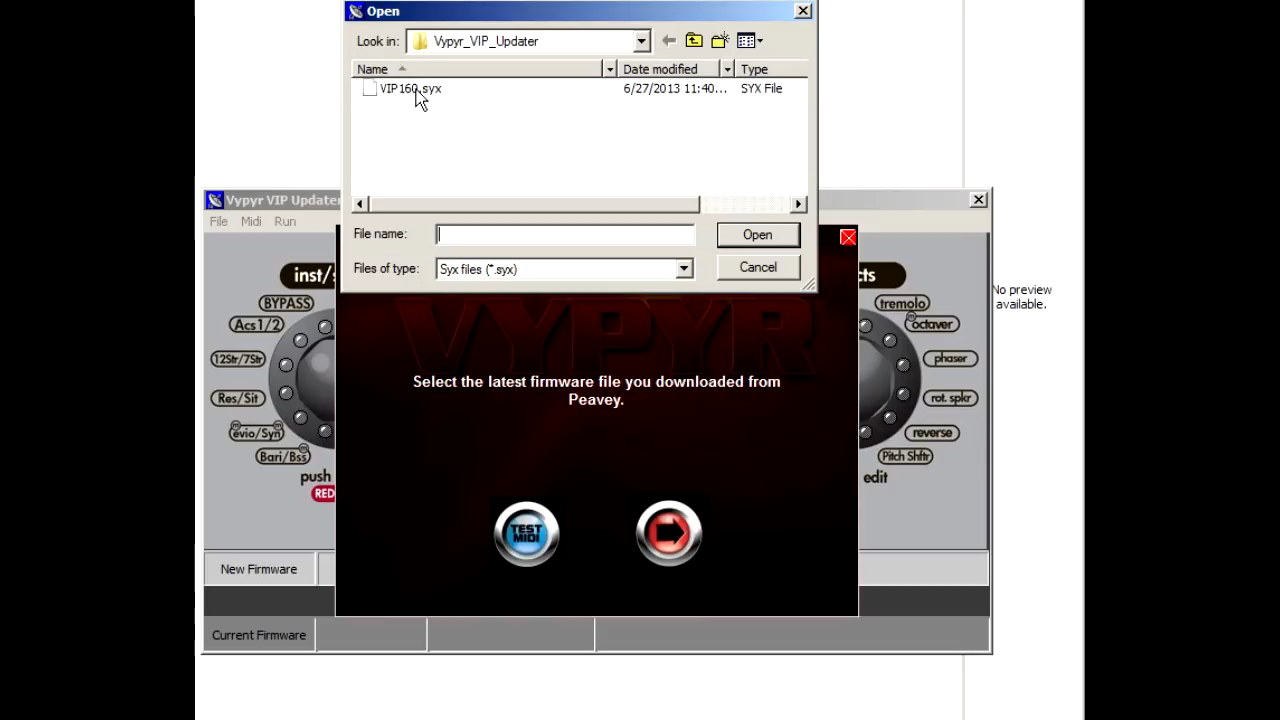 Open
Look in: Vypyr_VIP_Updater
Name Date modified Type
VIP160.syx 6/27/2013 11:40... SYX File
File name: Open
Files of type: Syx files (*.syx) Cancel
Vypyr VIP Updater
File Midi Run
inst/s
BYPASS
Acs1/2
12Str/7Str
Res/Sit
m
Bari/Bss
m
push
RED
VYPYR
Select the latest firmware file you downloaded from
Peavey.
TEST
MIDI
cts
tremolo
m
octaver
phaser
rot. spkr
reverse
Pitch Shftr
edit
No preview
available.
New Firmware
Current Firmware